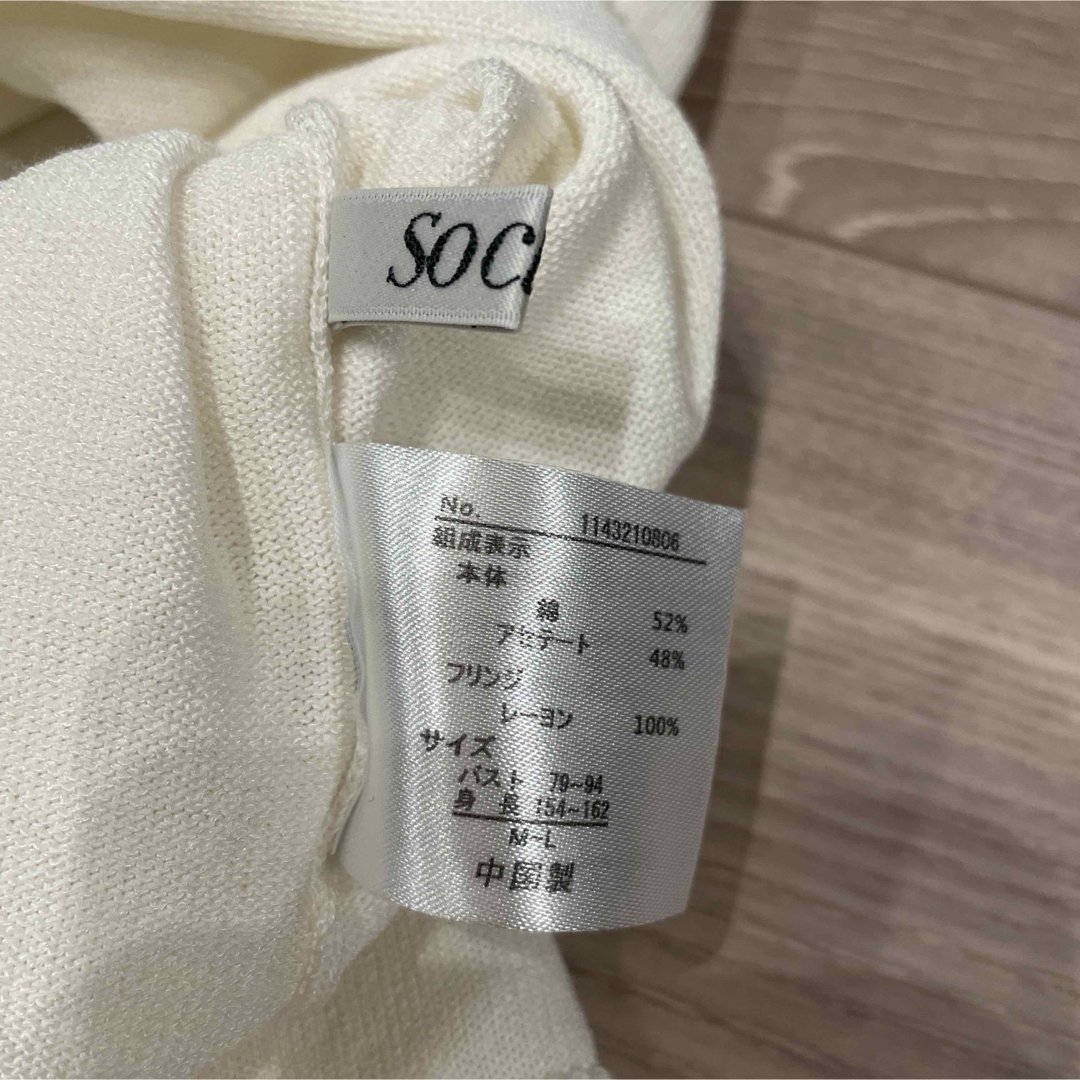 SOC
No. 1143210806
組成表示
本体
綿 52%
アセテート 48%
フリンジ
レーヨン 100%
サイズ
バスト 79~94
身 長 154~162
M~L
中国製